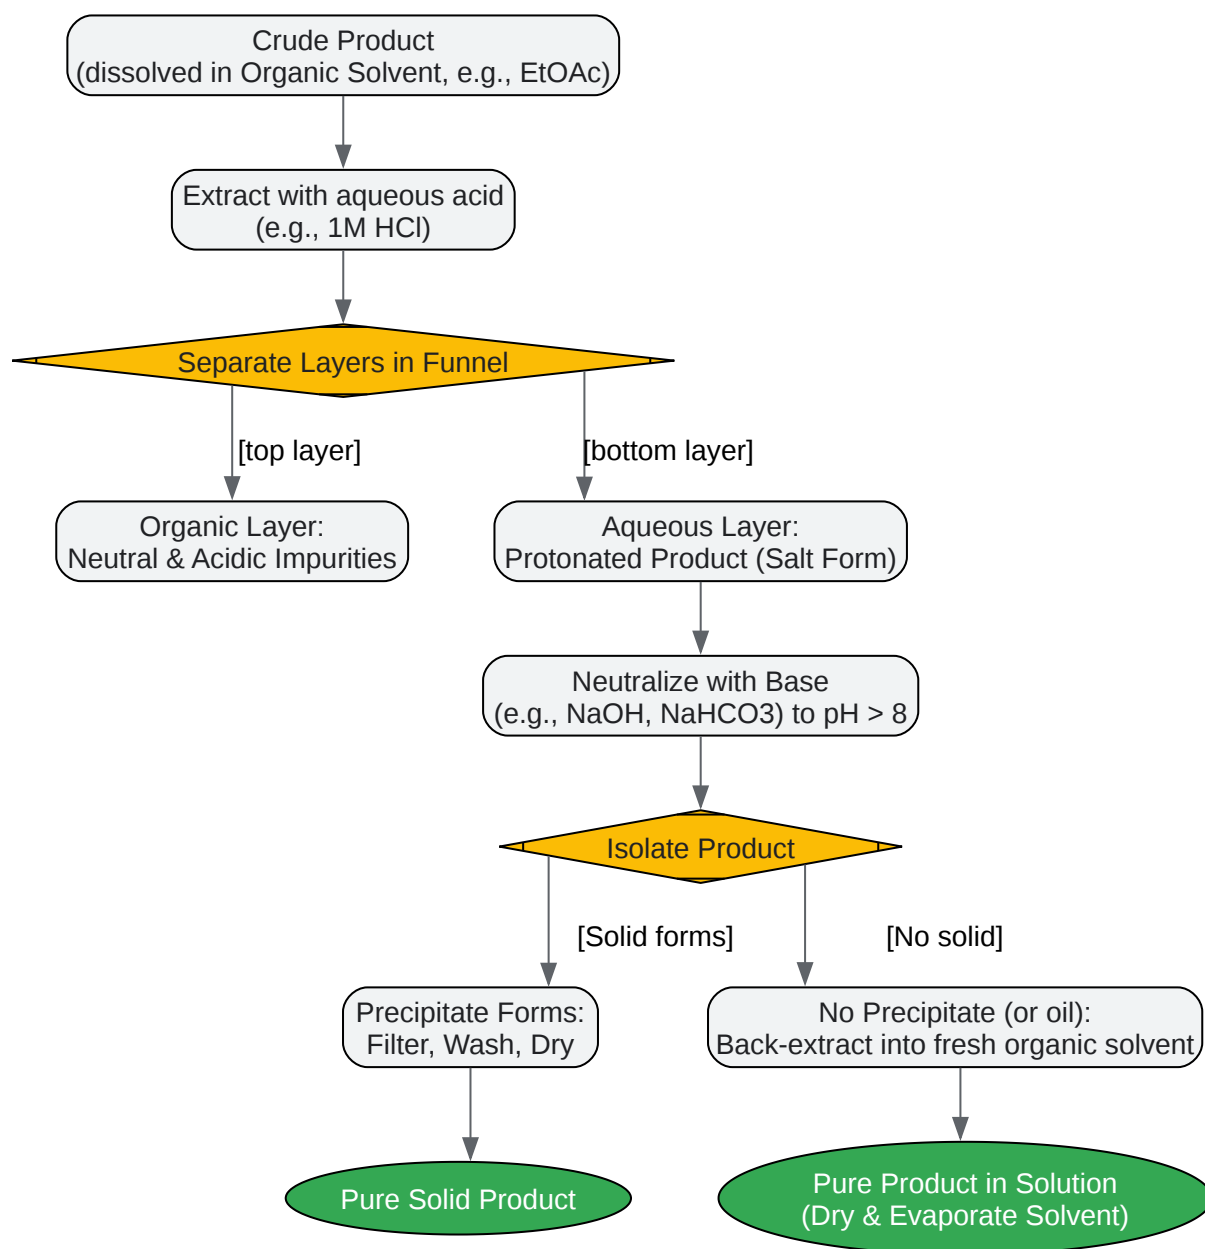 Crude Product
(dissolved in Organic Solvent, e.g., EtOAc)
Extract with aqueous acid
(e.g., 1M HCl)
Separate Layers in Funnel
[top layer]
[bottom layer]
Organic Layer:
Neutral & Acidic Impurities
Aqueous Layer:
Protonated Product (Salt Form)
Neutralize with Base
(e.g., NaOH, NaHCO3) to pH > 8
Isolate Product
[Solid forms]
[No solid]
Precipitate Forms:
Filter, Wash, Dry
No Precipitate (or oil):
Back-extract into fresh organic solvent
Pure Solid Product
Pure Product in Solution
(Dry & Evaporate Solvent)